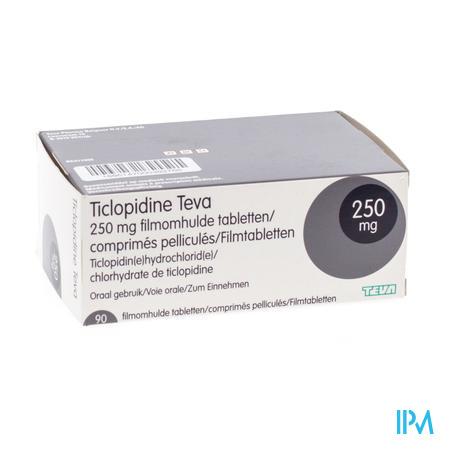 Ticlopidine Teva
250 mg filmomhulde tabletten/
comprimés pelliculés/Filmtabletten
Ticlopidin(e)hydrochlorid(e)/
chlorhydrate de ticlopidine
Oraal gebruik/Voie orale/Zum Einnehmen
90 filmomhulde tabletten/comprimés pelliculés/Filmtabletten
250
mg
TEVA
Ticlopidine Teva
250
IPM